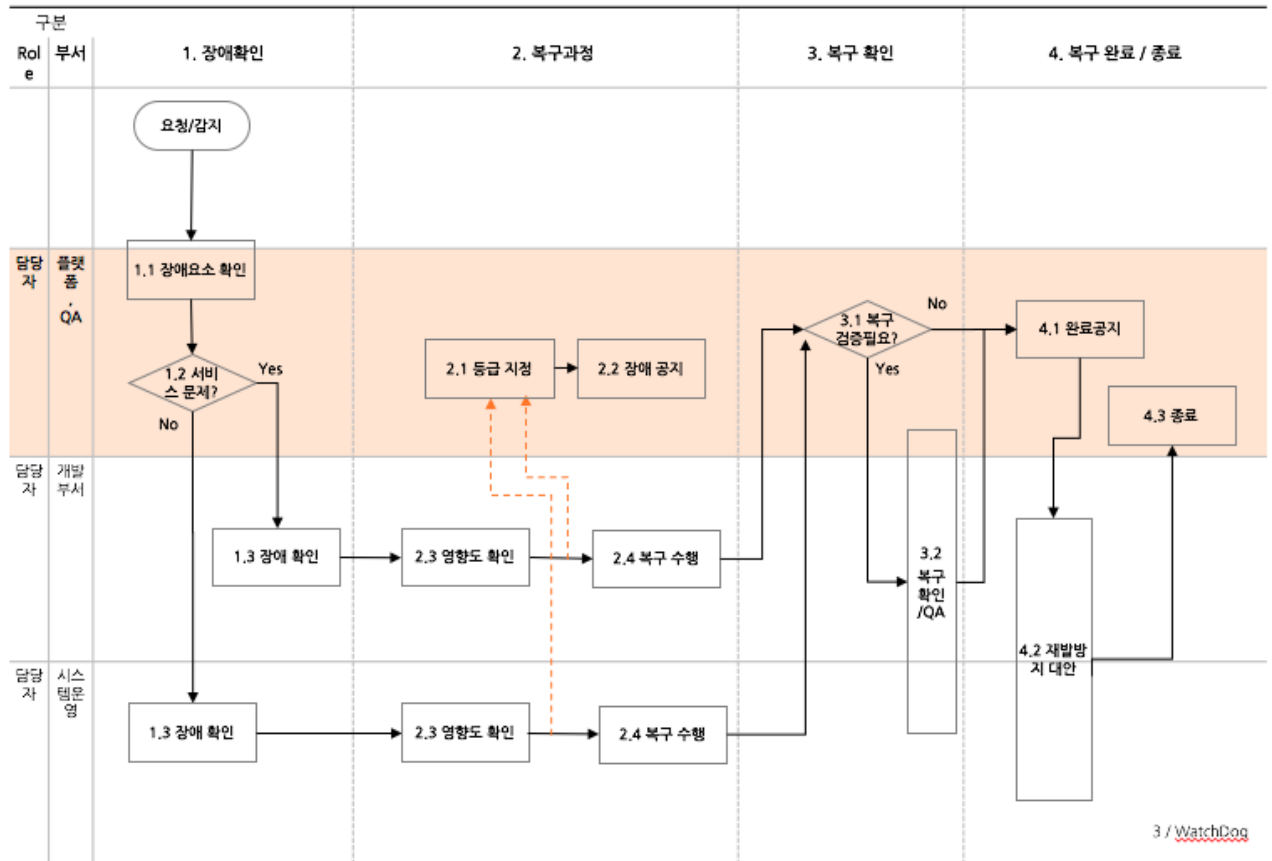 구분
Rol
e
부서
1. 장애확인
2. 복구과정
3. 복구 확인
4. 복구 완료 / 종료
요청/감지
담당
자
플랫
폼
,
QA
1.1 장애요소 확인
1.2 서비
스 문제?
Yes
No
2.1 등급 지정
2.2 장애 공지
3.1 복구
검증필요?
No
Yes
4.1 완료공지
4.3 종료
담당
자
개발
부서
1.3 장애 확인
2.3 영향도 확인
2.4 복구 수행
3.2
복구
확인
/QA
4.2 재발방
지 대안
담당
자
시스
템운
영
1.3 장애 확인
2.3 영향도 확인
2.4 복구 수행
3 / WatchDog